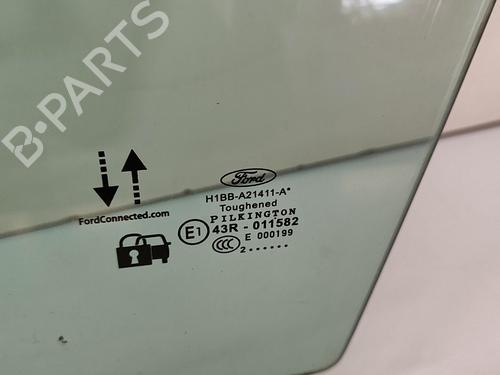 B-PARTS
Ford
H1BB-A21411-A*
Toughened
PILKINGTON
E1 43R - 011582
CCC E 000199
2······
FordConnected.com